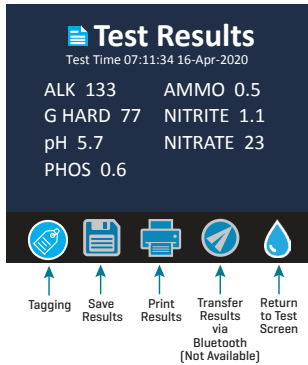 Test Results
Test Time 07:11:34 16-Apr-2020
ALK 133 AMMO 0.5
G HARD 77 NITRITE 1.1
pH 5.7 NITRATE 23
PHOS 0.6
Tagging
Save Results
Print Results
Transfer Results via Bluetooth (Not Available)
Return to Test Screen